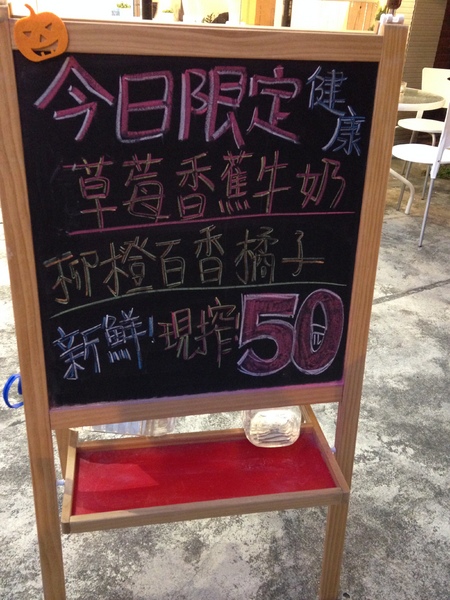 今日限定 健康
草莓香蕉牛奶
柳橙百香橘子
新鮮!現搾50元